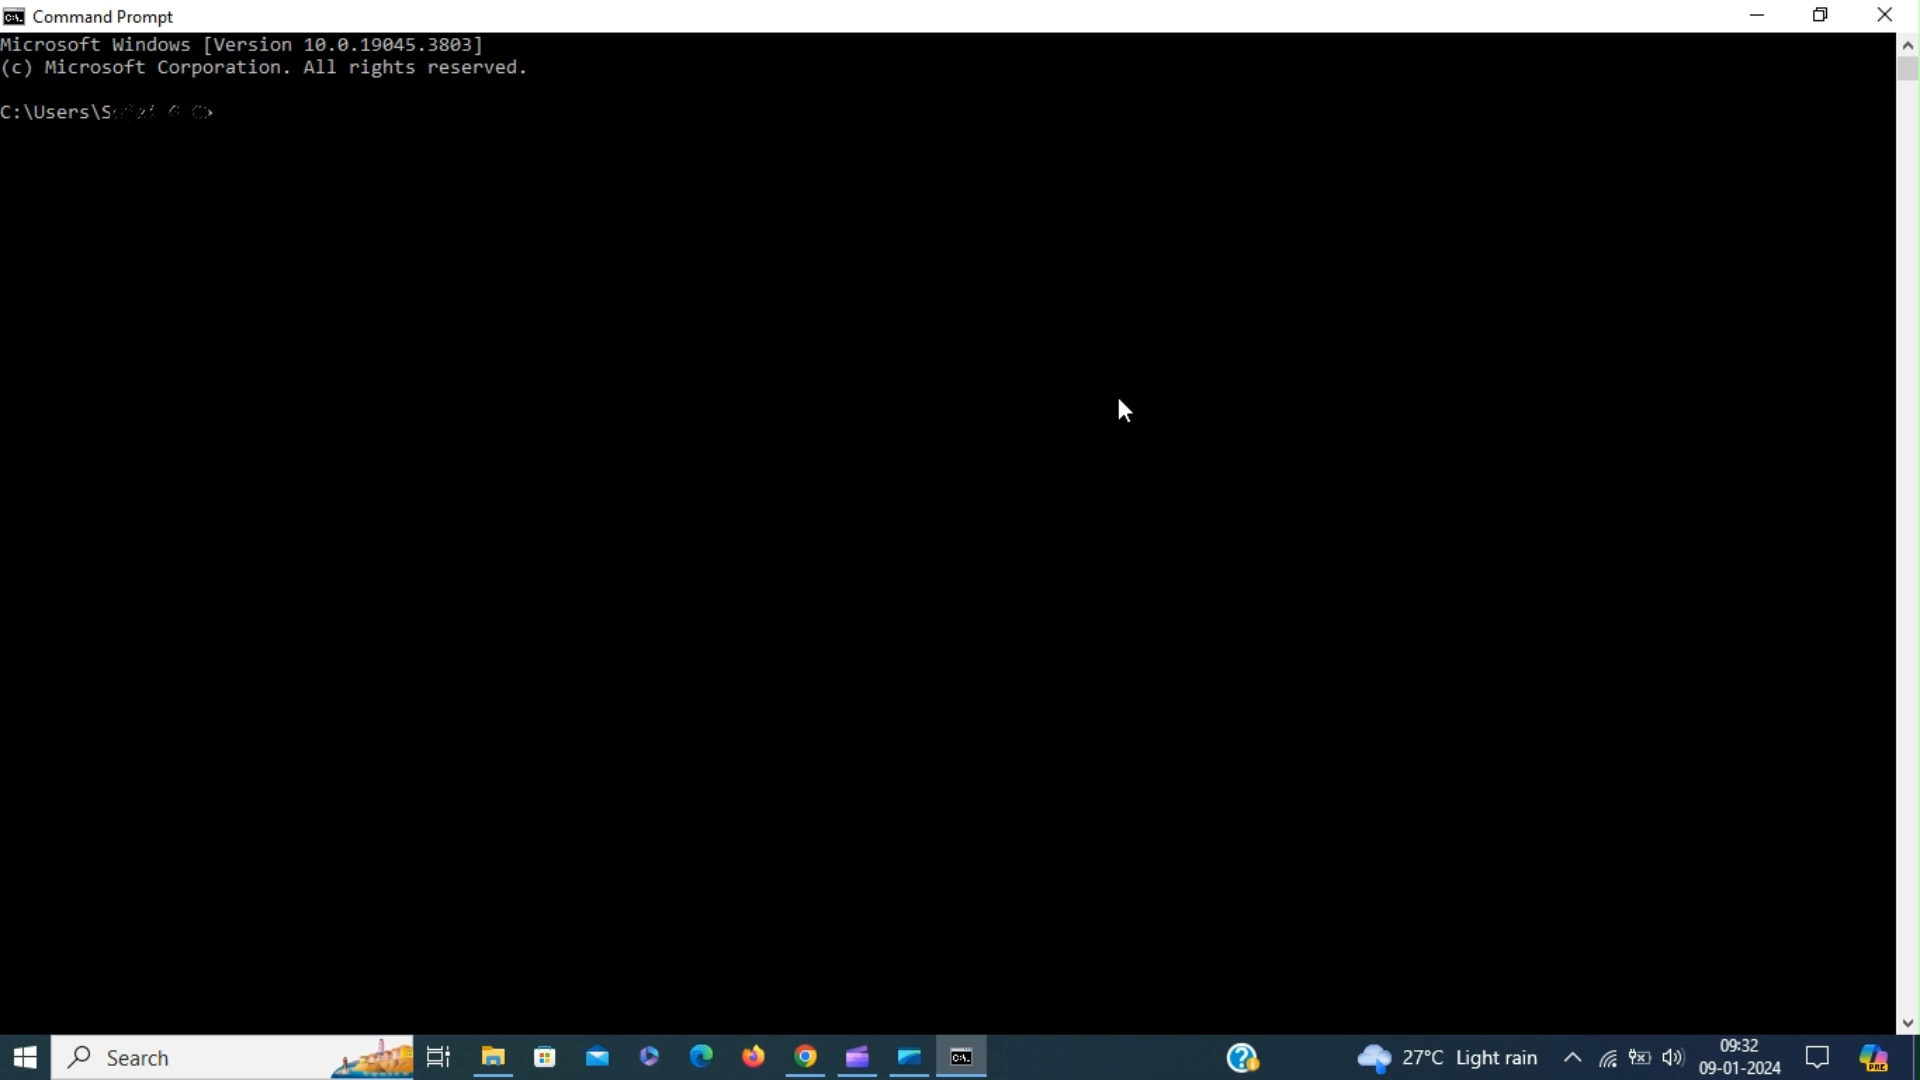 Command Prompt
Microsoft Windows [Version 10.0.19045.3803]
(c) Microsoft Corporation. All rights reserved.
C:\Users\S
Search
27°C Light rain
09:32
09-01-2024
PRE